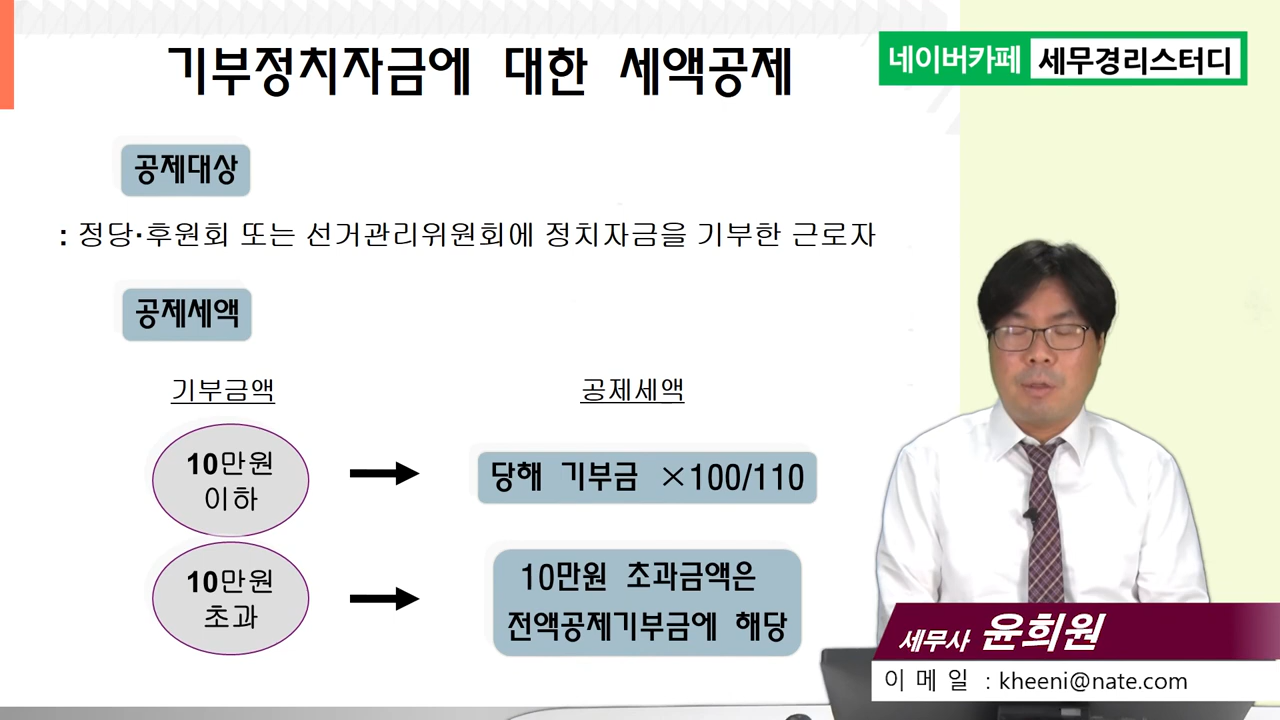 기부정치자금에 대한 세액공제
네이버카페 세무경리스터디
공제대상
: 정당·후원회 또는 선거관리위원회에 정치자금을 기부한 근로자
공제세액
기부금액
공제세액
10만원
이하
당해 기부금 ×100/110
10만원
초과
10만원 초과금액은
전액공제기부금에 해당
세무사 윤희원
이 메 일 : kheeni@nate.com